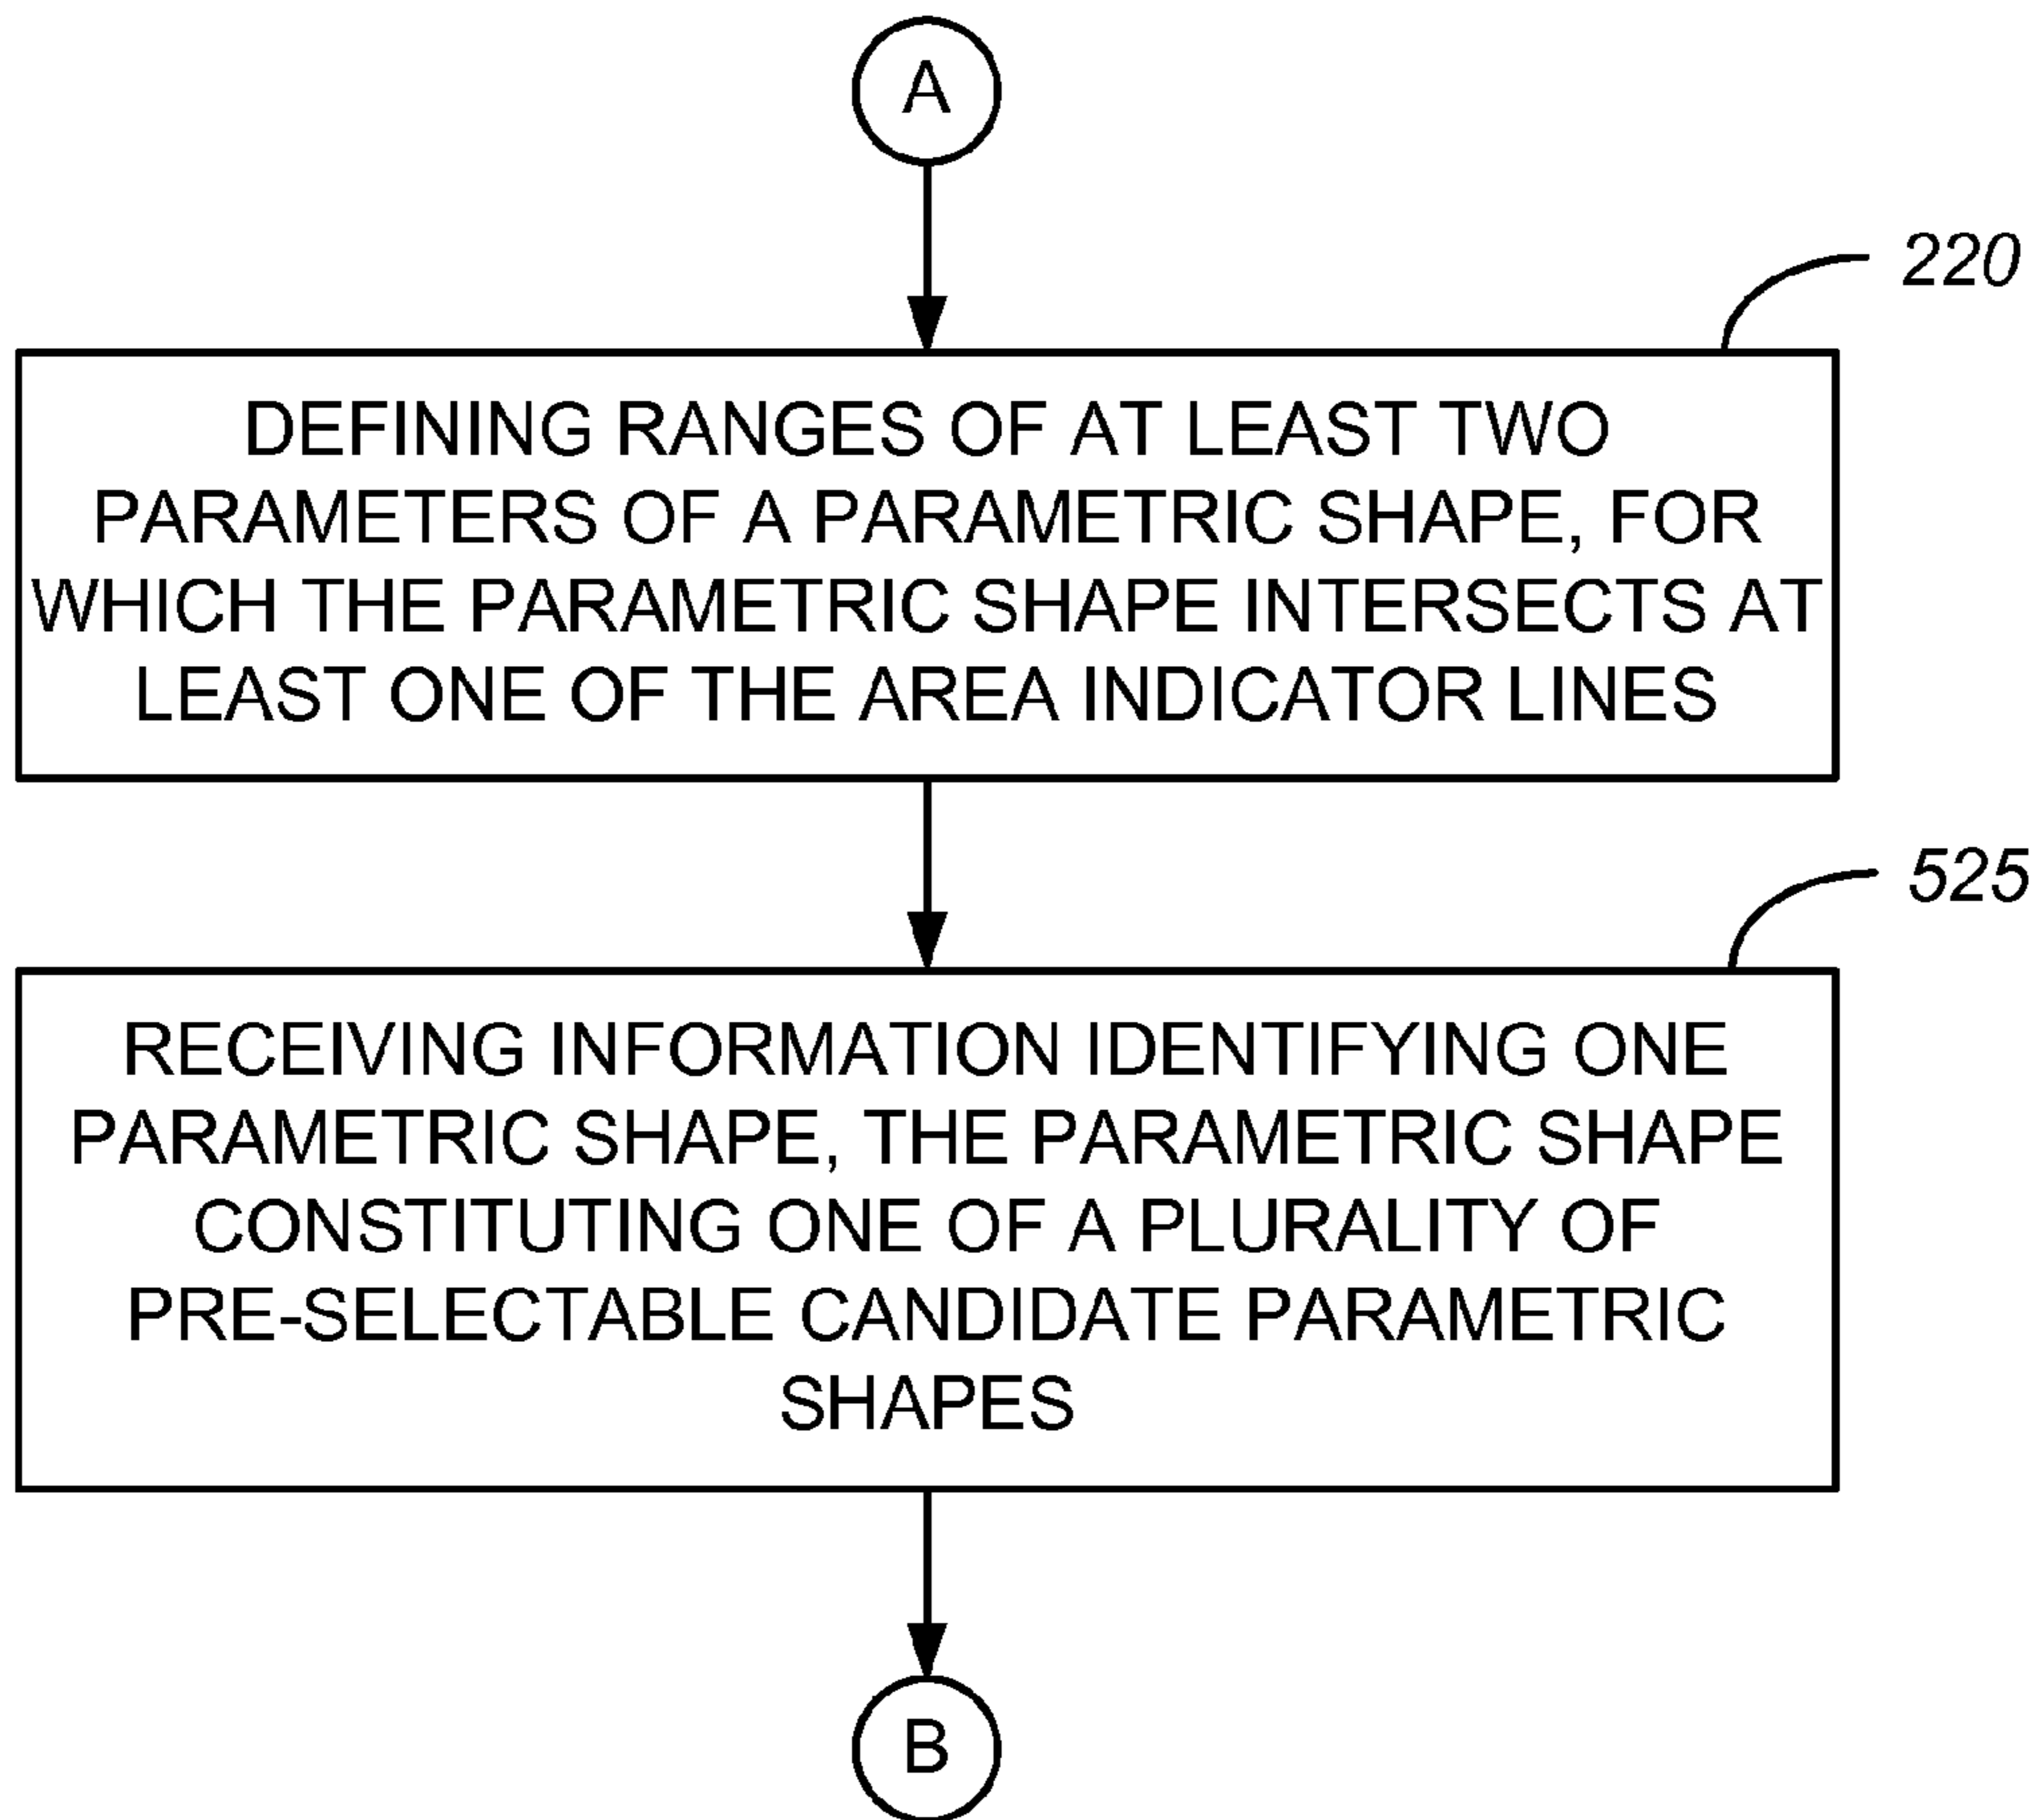 A
220
DEFINING RANGES OF AT LEAST TWO
PARAMETERS OF A PARAMETRIC SHAPE, FOR
WHICH THE PARAMETRIC SHAPE INTERSECTS AT
LEAST ONE OF THE AREA INDICATOR LINES
525
RECEIVING INFORMATION IDENTIFYING ONE
PARAMETRIC SHAPE, THE PARAMETRIC SHAPE
CONSTITUTING ONE OF A PLURALITY OF
PRE-SELECTABLE CANDIDATE PARAMETRIC
SHAPES
B